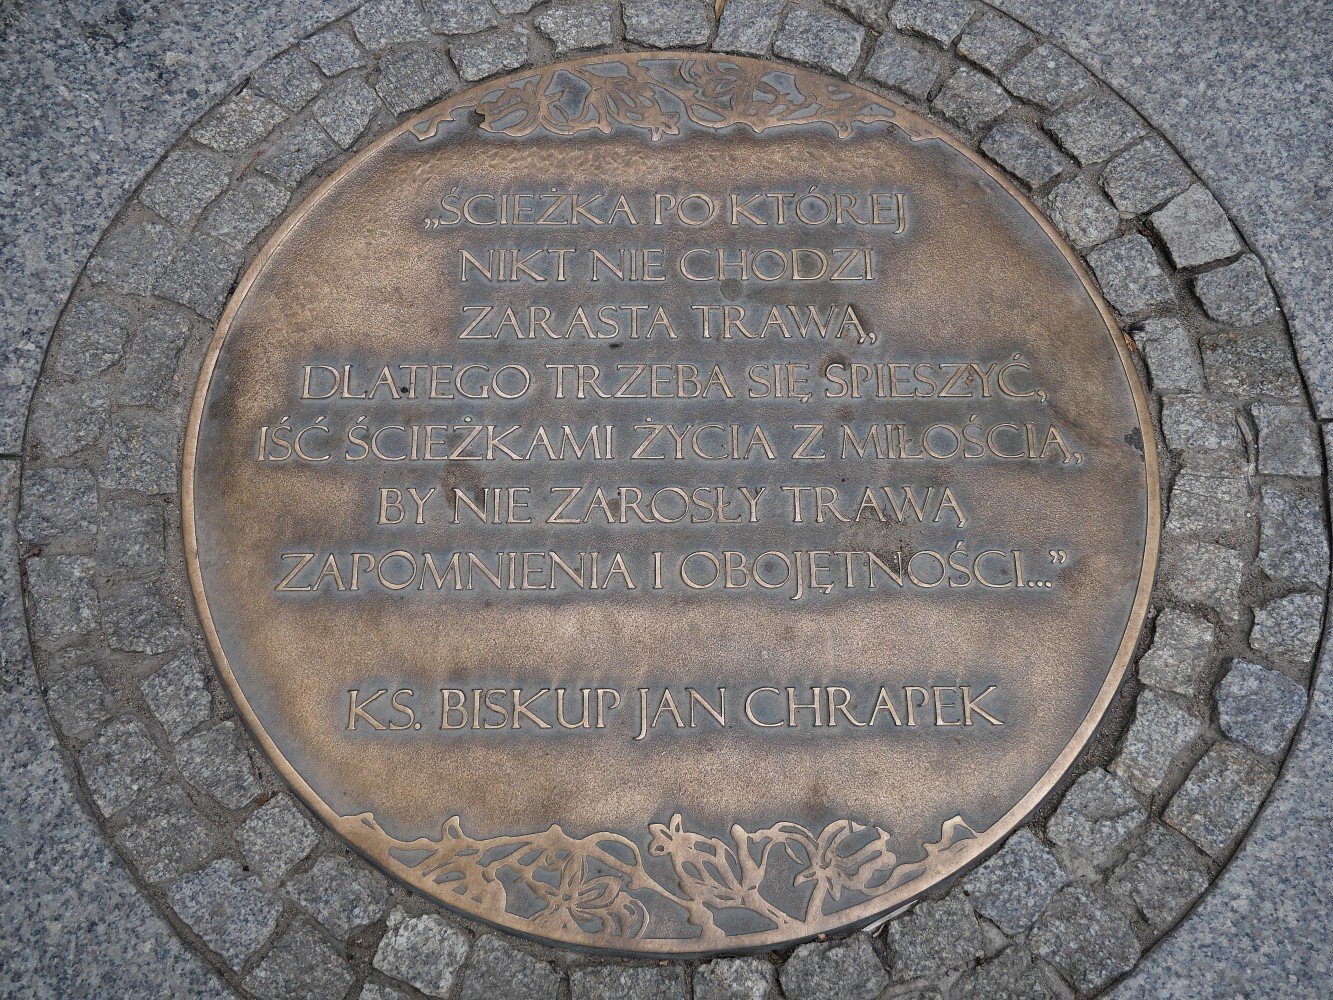 „ŚCIEŻKA PO KTÓREJ
NIKT NIE CHODZI
ZARASTA TRAWĄ,
DLATEGO TRZEBA SIĘ SPIESZYĆ,
IŚĆ ŚCIEŻKAMI ŻYCIA Z MIŁOŚCIĄ,
BY NIE ZAROSŁY TRAWĄ
ZAPOMNIENIA I OBOJĘTNOŚCI...”
KS. BISKUP JAN CHRAPEK